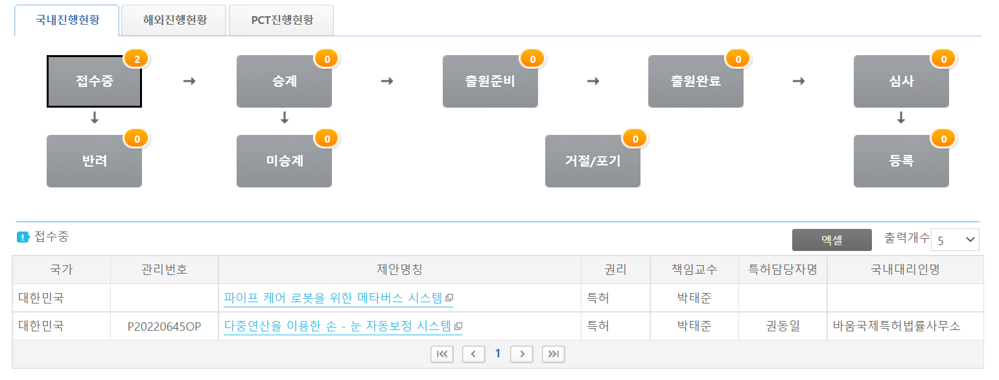 국내진행현황 해외진행현황 PCT진행현황
2 0 0 0 0
접수중 → 승계 → 출원준비 → 출원완료 → 심사
↓ ↓ ↓
0 0 0 0
반려 미승계 거절/포기 등록
접수중 엑셀 출력개수 5
국가 관리번호 제안명칭 권리 책임교수 특허담당자명 국내대리인명
대한민국 파이프 케어 로봇을 위한 메타버스 시스템 특허 박태준
대한민국 P20220645OP 다중연산을 이용한 손 - 눈 자동보정 시스템 특허 박태준 권동일 바움국제특허법률사무소
1